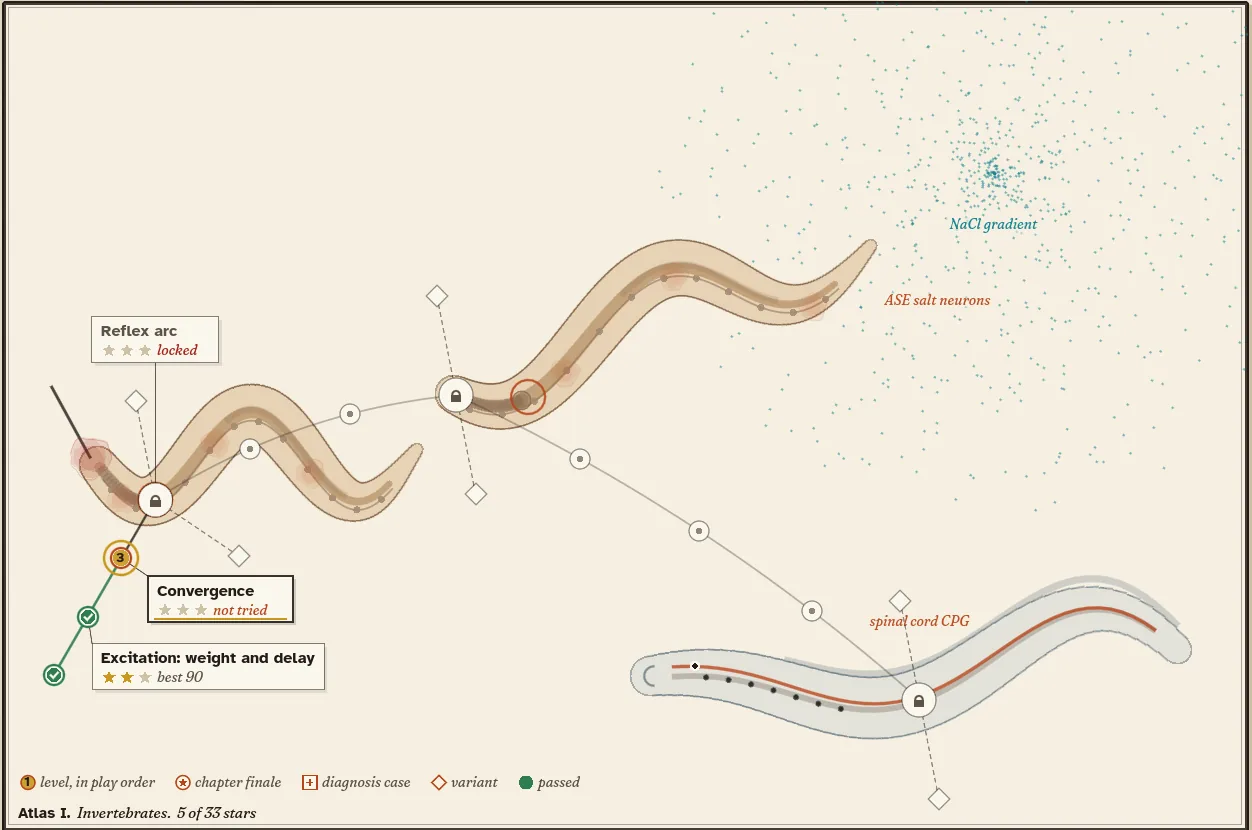 NaCl gradient
ASE salt neurons
Reflex arc
locked
3
Convergence
not tried
spinal cord CPG
Excitation: weight and delay
best 90
1 level, in play order
chapter finale
diagnosis case
variant
passed
Atlas I. Invertebrates. 5 of 33 stars